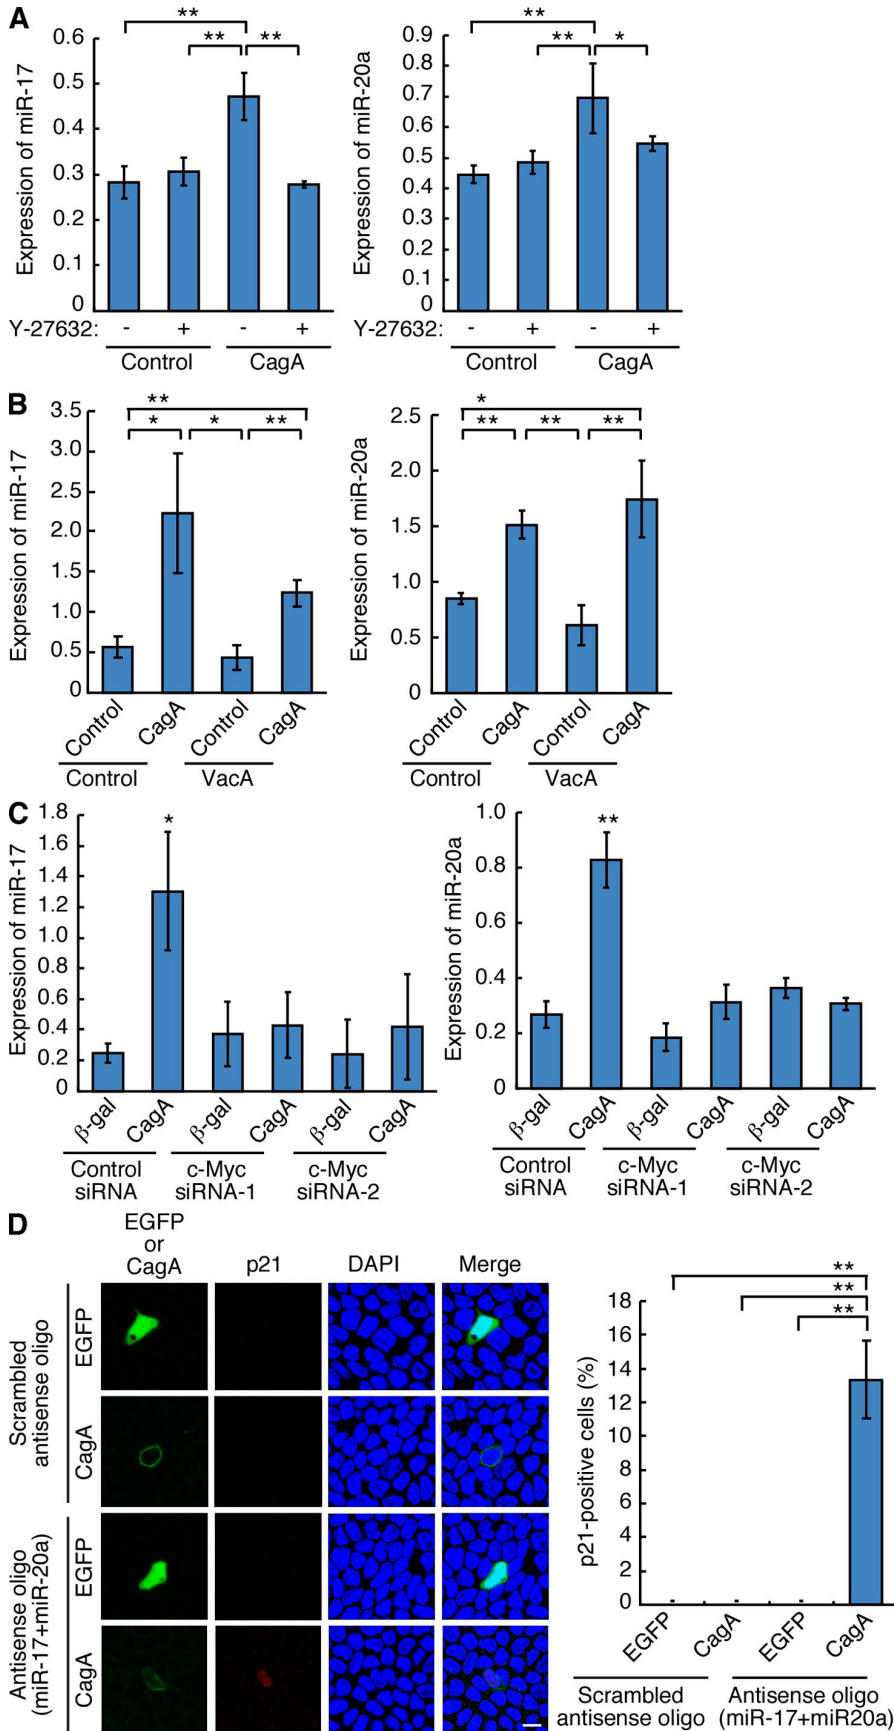 A
** ** **
Expression of miR-17
0.6
0.5
0.4
0.3
0.2
0.1
0
Y-27632: - + - +
Control CagA
** ** *
Expression of miR-20a
0.9
0.8
0.7
0.6
0.5
0.4
0.3
0.2
0.1
0
Y-27632: - + - +
Control CagA
B
**
* * **
Expression of miR-17
3.5
3.0
2.5
2.0
1.5
1.0
0.5
0
Control CagA Control CagA
Control VacA
*
** ** **
Expression of miR-20a
2.5
2.0
1.5
1.0
0.5
0
Control CagA Control CagA
Control VacA
C
*
Expression of miR-17
1.8
1.6
1.4
1.2
1.0
0.8
0.6
0.4
0.2
0
β-gal CagA β-gal CagA β-gal CagA
Control c-Myc c-Myc
siRNA siRNA-1 siRNA-2
**
Expression of miR-20a
1.0
0.8
0.6
0.4
0.2
0
β-gal CagA β-gal CagA β-gal CagA
Control c-Myc c-Myc
siRNA siRNA-1 siRNA-2
D
EGFP
or
CagA p21 DAPI Merge
Scrambled
antisense oligo
EGFP
CagA
Antisense oligo
(miR-17+miR-20a)
EGFP
CagA
**
**
**
p21-positive cells (%)
18
16
14
12
10
8
6
4
2
0
EGFP CagA EGFP CagA
Scrambled Antisense oligo
antisense oligo (miR-17+miR20a)